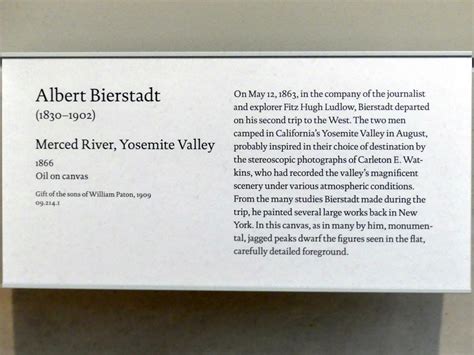 Albert Bierstadt
(1830–1902)
Merced River, Yosemite Valley
1866
Oil on canvas
Gift of the sons of William Paton, 1909
09.214.1
On May 12, 1863, in the company of the journalist
and explorer Fitz Hugh Ludlow, Bierstadt departed
on his second trip to the West. The two men
camped in California's Yosemite Valley in August,
probably inspired in their choice of destination by
the stereoscopic photographs of Carleton E. Wat-
kins, who had recorded the valley's magnificent
scenery under various atmospheric conditions.
From the many studies Bierstadt made during the
trip, he painted several large works back in New
York. In this canvas, as in many by him, monumen-
tal, jagged peaks dwarf the figures seen in the flat,
carefully detailed foreground.